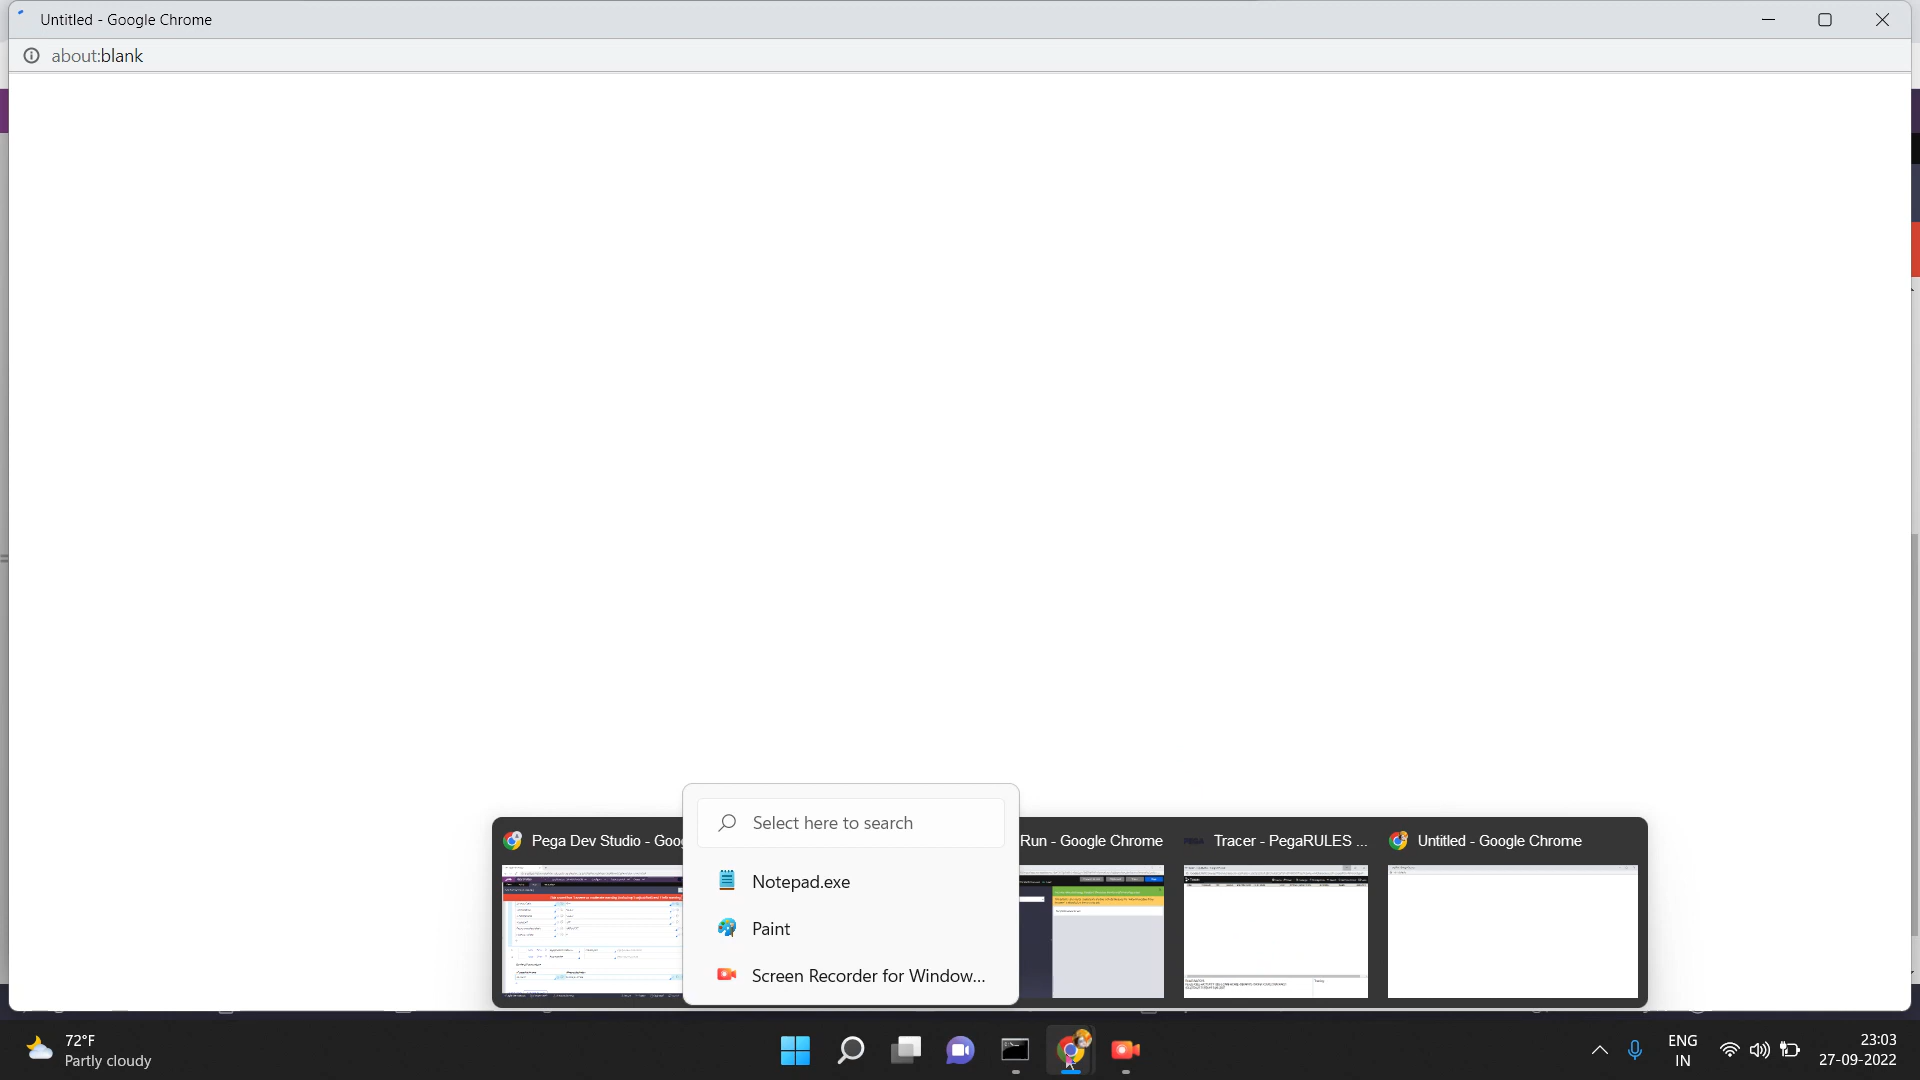 Untitled - Google Chrome
about:blank
Select here to search
Notepad.exe
Paint
Screen Recorder for Window...
Pega Dev Studio - Goo
Run - Google Chrome
Tracer - PegaRULES ...
Untitled - Google Chrome
72°F
Partly cloudy
ENG
IN
23:03
27-09-2022